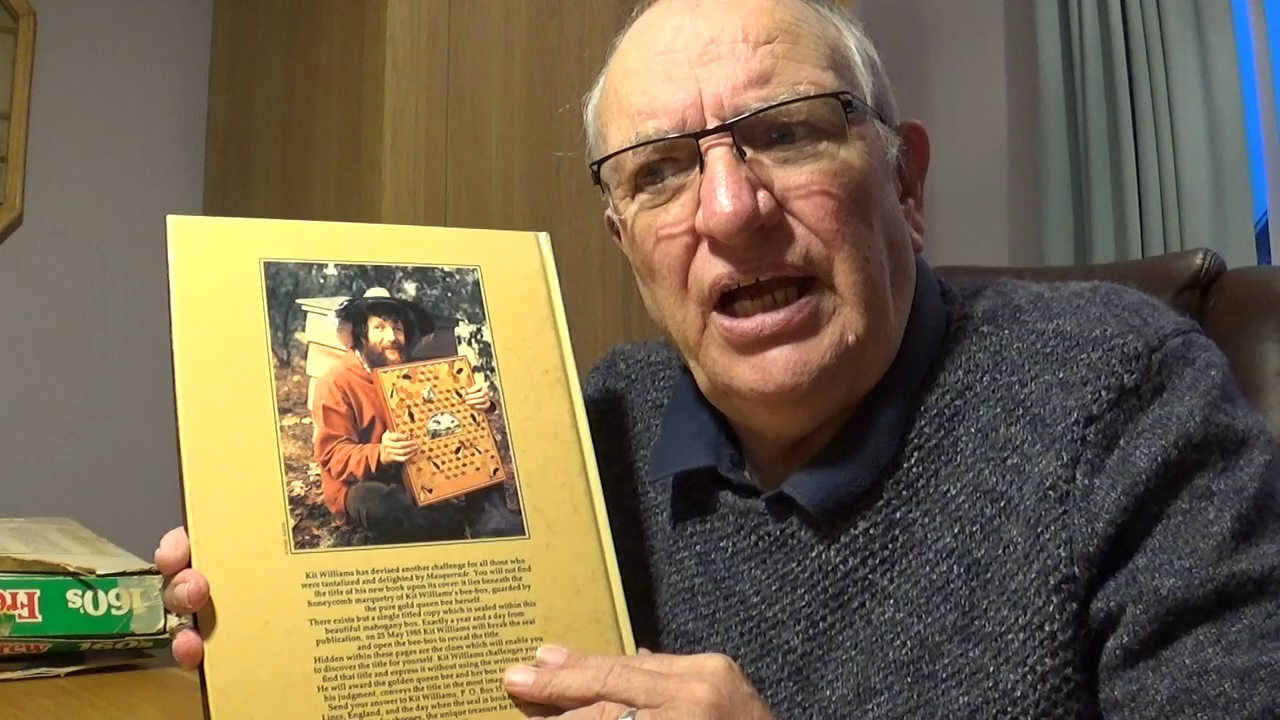 Kit Williams has devised another challenge for all those who
were tantalized and delighted by Masquerade. You will not find
the title of his new book upon its cover: it lies beneath the
honeycomb marquetry of Kit Williams's bee-box, guarded by
the pure gold queen bee herself.
There exists but a single titled copy which is sealed within this
beautiful mahogany box. Exactly a year and a day from
publication, on 25 May 1985 Kit Williams will break the seal
and open the bee-box to reveal the title.
Hidden within these pages are the clues which will enable you
to discover the title for yourself. Kit Williams challenges you
find that title and express it without using the written
He will award the golden queen bee and her box to
his judgment, conveys the title in the most
Send your answer to Kit Williams, P. O. Box 15
Lincs, England, and the day when the seal is
chooses, the unique treasure he
160s
160s